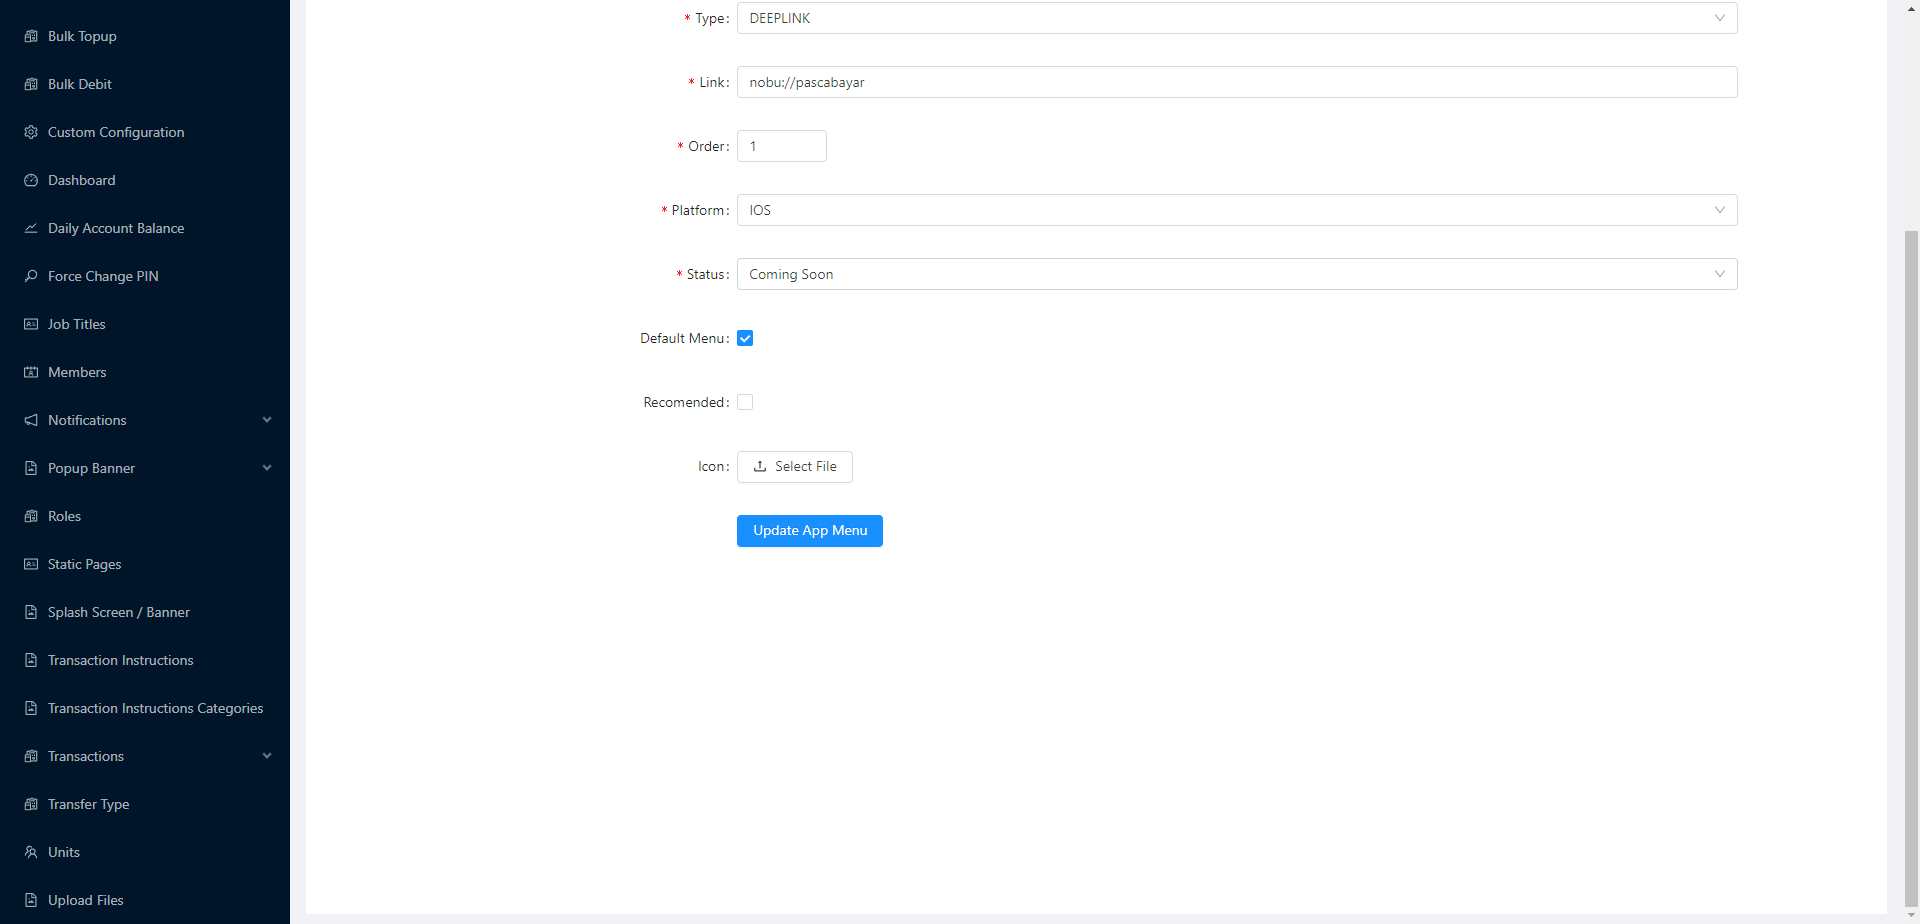 Bulk Topup
Bulk Debit
Custom Configuration
Dashboard
Daily Account Balance
Force Change PIN
Job Titles
Members
Notifications
Popup Banner
Roles
Static Pages
Splash Screen / Banner
Transaction Instructions
Transaction Instructions Categories
Transactions
Transfer Type
Units
Upload Files
* Type: DEEPLINK
* Link: nobu://pascabayar
* Order: 1
* Platform: IOS
* Status: Coming Soon
Default Menu:
Recomended:
Icon: Select File
Update App Menu